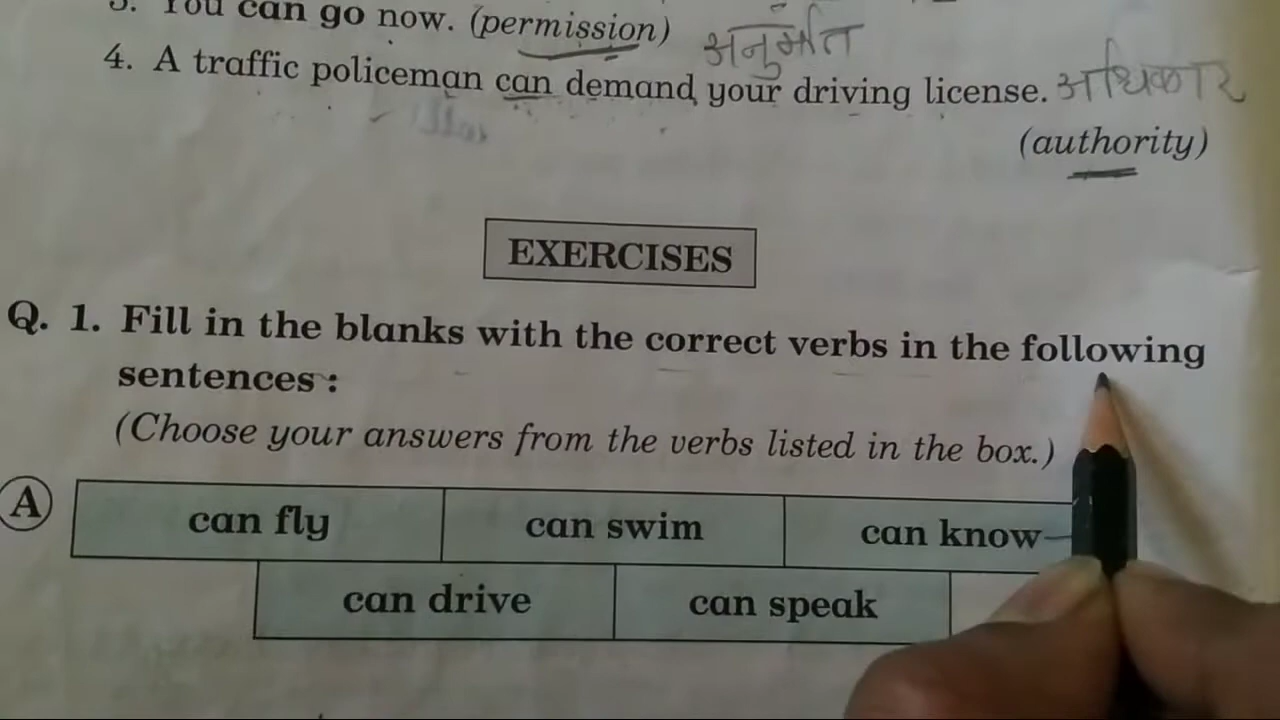 3. You can go now. (permission) अनुमति
4. A traffic policeman can demand your driving license. अधिकार
(authority)
EXERCISES
Q. 1. Fill in the blanks with the correct verbs in the following
sentences :
(Choose your answers from the verbs listed in the box.)
A can fly can swim can know
can drive can speak